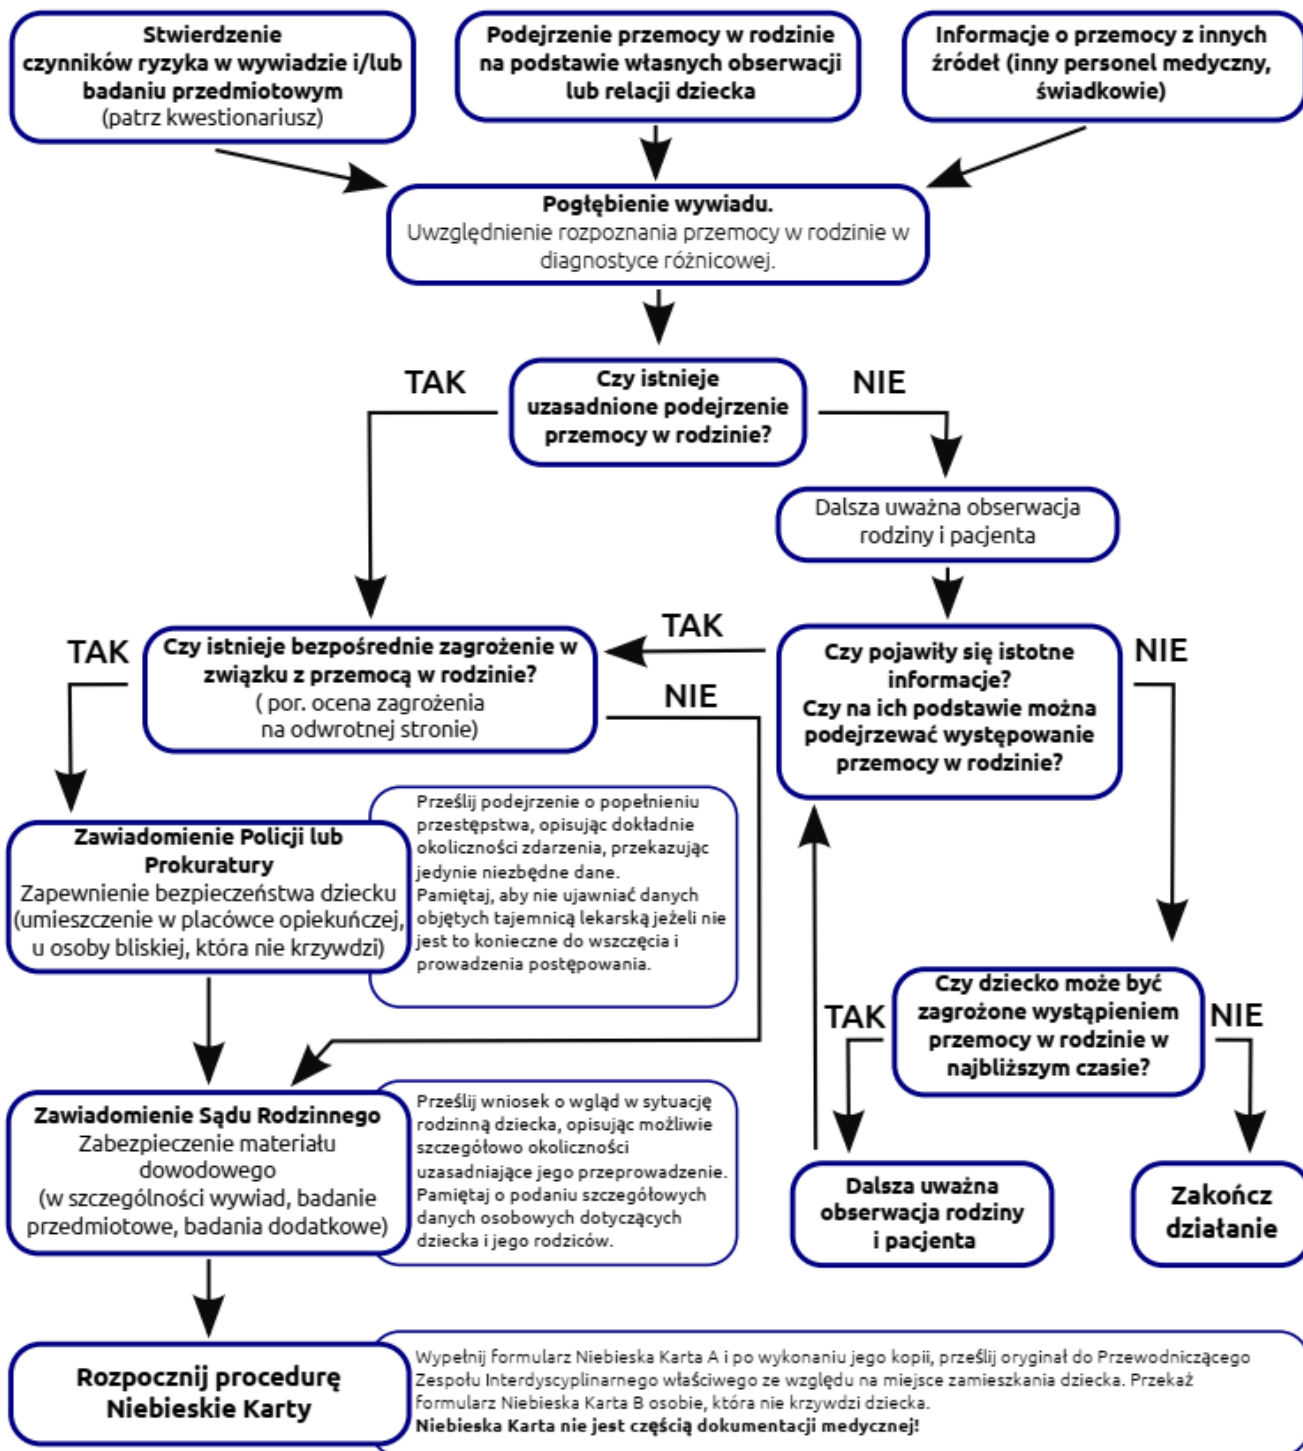 Stwierdzenie
czynników ryzyka w wywiadzie i/lub
badaniu przedmiotowym
(patrz kwestionariusz)
Podejrzenie przemocy w rodzinie
na podstawie własnych obserwacji
lub relacji dziecka
Informacje o przemocy z innych
źródeł (inny personel medyczny,
świadkowie)
Pogłębienie wywiadu.
Uwzględnienie rozpoznania przemocy w rodzinie w
diagnostyce różnicowej.
TAK
Czy istnieje
uzasadnione podejrzenie
przemocy w rodzinie?
NIE
Dalsza uważna obserwacja
rodziny i pacjenta
TAK
Czy istnieje bezpośrednie zagrożenie w
związku z przemocą w rodzinie?
( por. ocena zagrożenia
na odwrotnej stronie)
NIE
TAK
Czy pojawiły się istotne
informacje?
Czy na ich podstawie można
podejrzewać występowanie
przemocy w rodzinie?
NIE
Zawiadomienie Policji lub
Prokuratury
Zapewnienie bezpieczeństwa dziecku
(umieszczenie w placówce opiekuńczej,
u osoby bliskiej, która nie krzywdzi)
Prześlij podejrzenie o popełnieniu
przestępstwa, opisując dokładnie
okoliczności zdarzenia, przekazując
jedynie niezbędne dane.
Pamiętaj, aby nie ujawniać danych
objętych tajemnicą lekarską jeżeli nie
jest to konieczne do wszczęcia i
prowadzenia postępowania.
TAK
Czy dziecko może być
zagrożone wystąpieniem
przemocy w rodzinie w
najbliższym czasie?
NIE
Zawiadomienie Sądu Rodzinnego
Zabezpieczenie materiału
dowodowego
(w szczególności wywiad, badanie
przedmiotowe, badania dodatkowe)
Prześlij wniosek o wgląd w sytuację
rodzinną dziecka, opisując możliwie
szczegółowo okoliczności
uzasadniające jego przeprowadzenie.
Pamiętaj o podaniu szczegółowych
danych osobowych dotyczących
dziecka i jego rodziców.
Dalsza uważna
obserwacja rodziny
i pacjenta
Zakończ
działanie
Rozpocznij procedurę
Niebieskie Karty
Wypełnij formularz Niebieska Karta A i po wykonaniu jego kopii, prześlij oryginał do Przewodniczącego
Zespołu Interdyscyplinarnego właściwego ze względu na miejsce zamieszkania dziecka. Przekaż
formularz Niebieska Karta B osobie, która nie krzywdzi dziecka.
Niebieska Karta nie jest częścią dokumentacji medycznej!